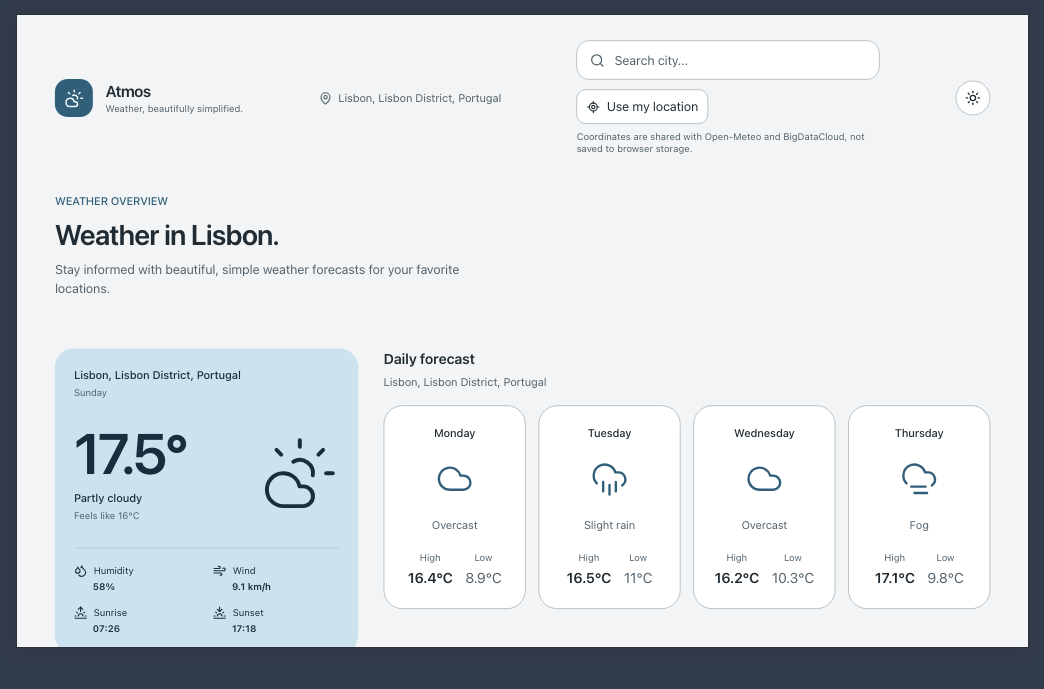 Atmos
Weather, beautifully simplified.
Lisbon, Lisbon District, Portugal
Search city...
Use my location
Coordinates are shared with Open-Meteo and BigDataCloud, not
saved to browser storage.
WEATHER OVERVIEW
Weather in Lisbon.
Stay informed with beautiful, simple weather forecasts for your favorite
locations.
Lisbon, Lisbon District, Portugal
Sunday
17.5°
Partly cloudy
Feels like 16°C
Humidity
58%
Wind
9.1 km/h
Sunrise
07:26
Sunset
17:18
Daily forecast
Lisbon, Lisbon District, Portugal
Monday
Overcast
High Low
16.4°C 8.9°C
Tuesday
Slight rain
High Low
16.5°C 11°C
Wednesday
Overcast
High Low
16.2°C 10.3°C
Thursday
Fog
High Low
17.1°C 9.8°C